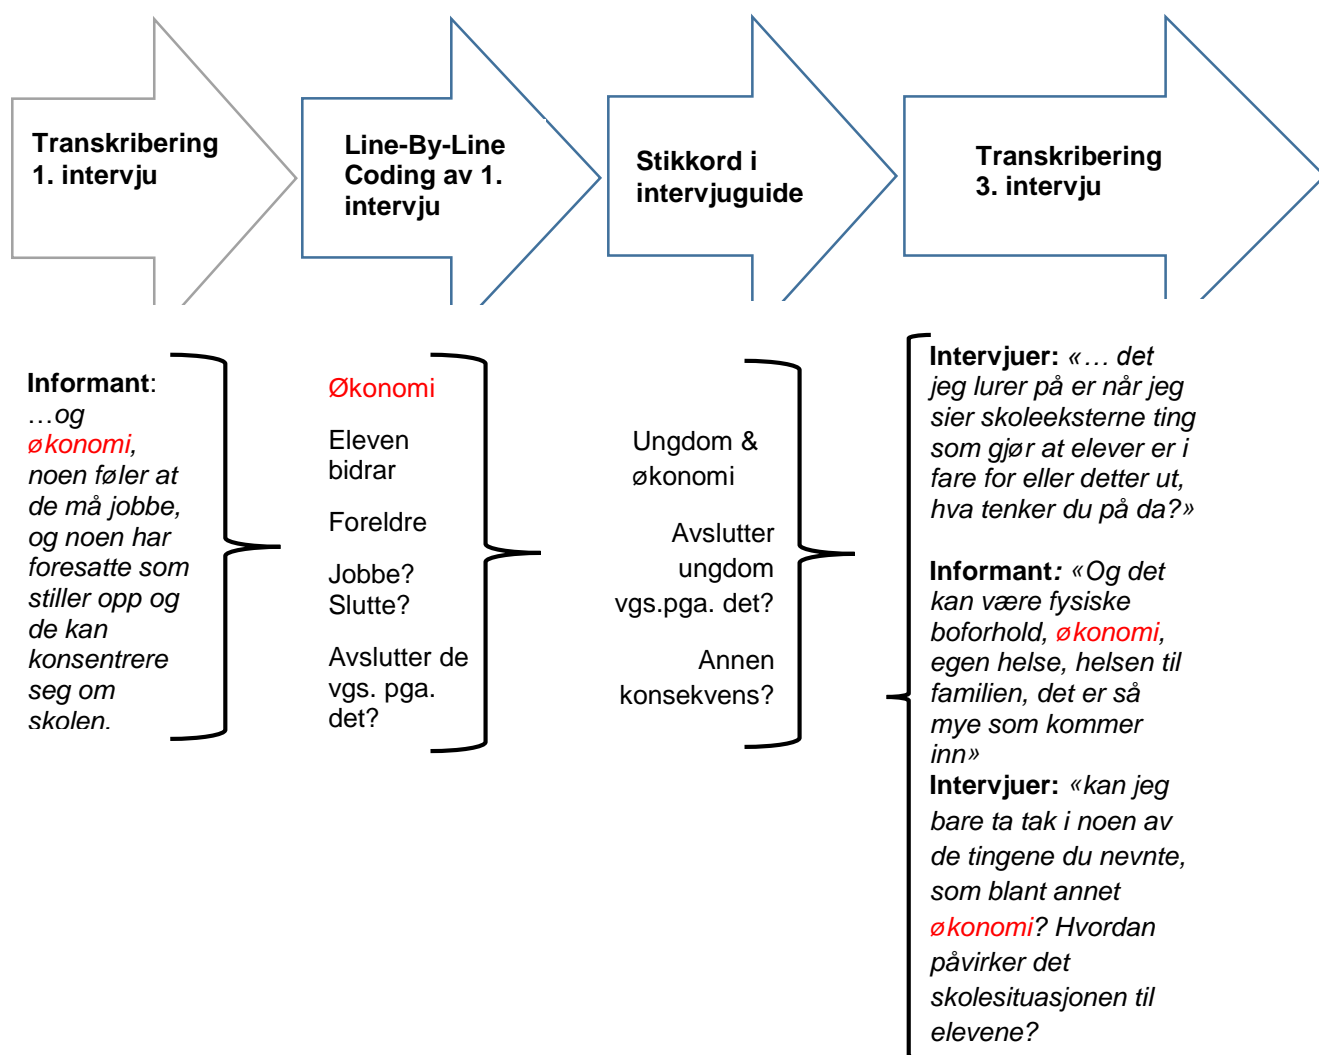 Transkribering
1. intervju
Line-By-Line
Coding av 1.
intervju
Stikkord i
intervjuguide
Transkribering
3. intervju
Informant:
…og
økonomi,
noen føler at
de må jobbe,
og noen har
foresatte som
stiller opp og
de kan
konsentrere
seg om
skolen.
Økonomi
Eleven
bidrar
Foreldre
Jobbe?
Slutte?
Avslutter de
vgs. pga.
det?
Ungdom &
økonomi
Avslutter
ungdom
vgs.pga. det?
Annen
konsekvens?
Intervjuer: «… det
jeg lurer på er når jeg
sier skoleeksterne ting
som gjør at elever er i
fare for eller detter ut,
hva tenker du på da?»
Informant: «Og det
kan være fysiske
boforhold, økonomi,
egen helse, helsen til
familien, det er så
mye som kommer
inn»
Intervjuer: «kan jeg
bare ta tak i noen av
de tingene du nevnte,
som blant annet
økonomi? Hvordan
påvirker det
skolesituasjonen til
elevene?